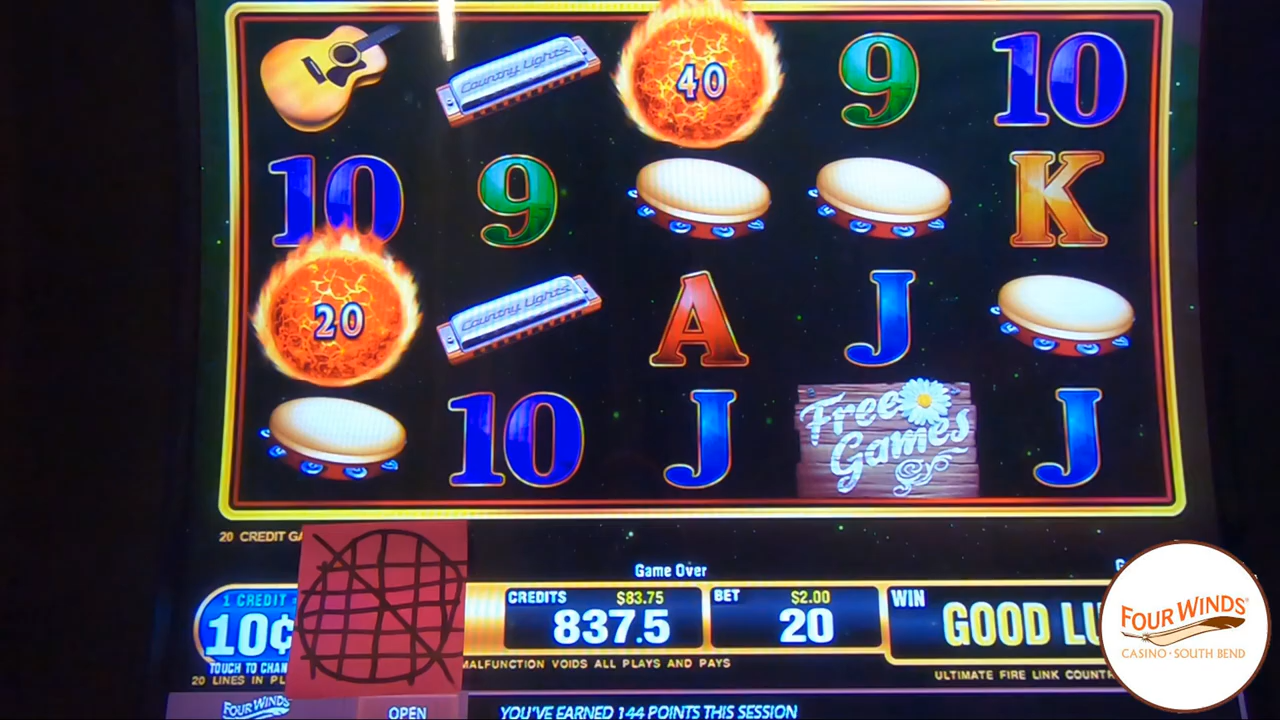 Country Lights
40
9
10
10
9
K
20
Country Lights
A
J
10
J
Free
Games
J
20 CREDIT GA
Game Over
1 CREDIT
10¢
TOUCH TO CHAN
CREDITS $83.75
837.5
BET $2.00
20
WIN GOOD LU
MALFUNCTION VOIDS ALL PLAYS AND PAYS
20 LINES IN PL
ULTIMATE FIRE LINK COUNTR
FOUR WINDS
OPEN
YOU'VE EARNED 144 POINTS THIS SESSION
FOUR WINDS®
CASINO • SOUTH BEND